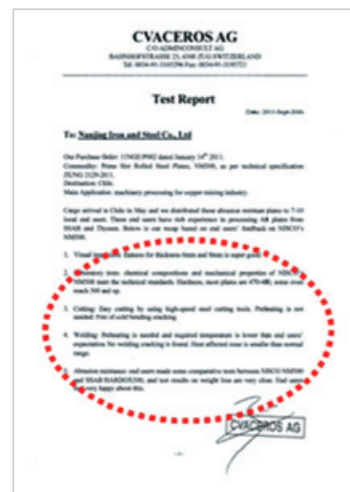 CVACEROS AG
C/O ADMINCONSULT AG
BAHNHOFSTRASSE 23, 6300 ZUG SWITZERLAND
Test Report
Date: 2011-Sept-20th
To: Nanjing Iron and Steel Co., Ltd
Our Purchase Order: dated January 24th 2011.
Commodity: Prime Hot Rolled Steel Plates, NM500, as per technical specification
2129-2011.
Destination: Chile.
Main Application: machinery processing for copper mining industry.
Cargo arrived in Chile in May and we distributed these abrasion resistant plates to 7-10
local end users. These end users have rich experience in processing AR plates from
SSAB and Thyssen. Below is our recap based on end users' feedback on NISCO's
NM500.
1. Visual flatness for thickness 6mm and 8mm is super good.
2. Laboratory tests: chemical compositions and mechanical properties of NISCO's
NM500 meet the technical standards. Hardness, most plates are 470-480, some even
reach 500 and up.
3. Cutting: Easy cutting by using high-speed steel cutting tools. Preheating is not
needed. Free of cold bending cracking.
4. Welding: Preheating is needed and required temperature is lower than end users'
expectation. No welding cracking is found. Heat affected zone is smaller than normal
range.
5. Abrasion resistance: end users made some comparative tests between NISCO NM500
and SSAB HARDOX500, and test results on weight loss are very close. End users
very happy about this.
CVACEROS AG
-1-